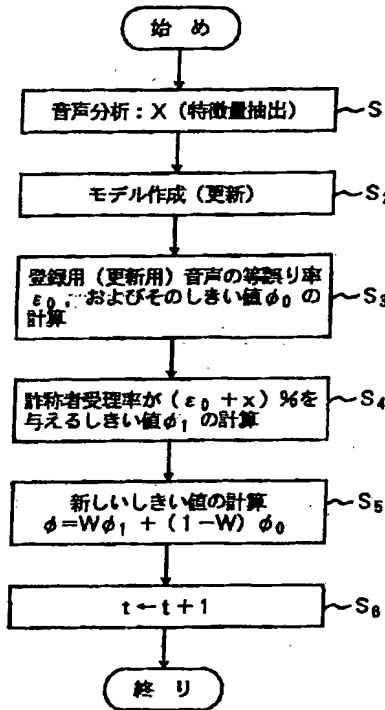 始 め
音声分析：X（特徴量抽出）
S
モデル作成（更新）
S₂
登録用（更新用）音声の等誤り率
ε₀，およびそのしきい値φ₀ の
計算
S₃
詐称者受理率が（ε₀ + x）%を
与えるしきい値φ₁ の計算
S₄
新しいしきい値の計算
φ=Wφ₁ + (1−W) φ₀
S₅
t ← t + 1
S₆
終 り